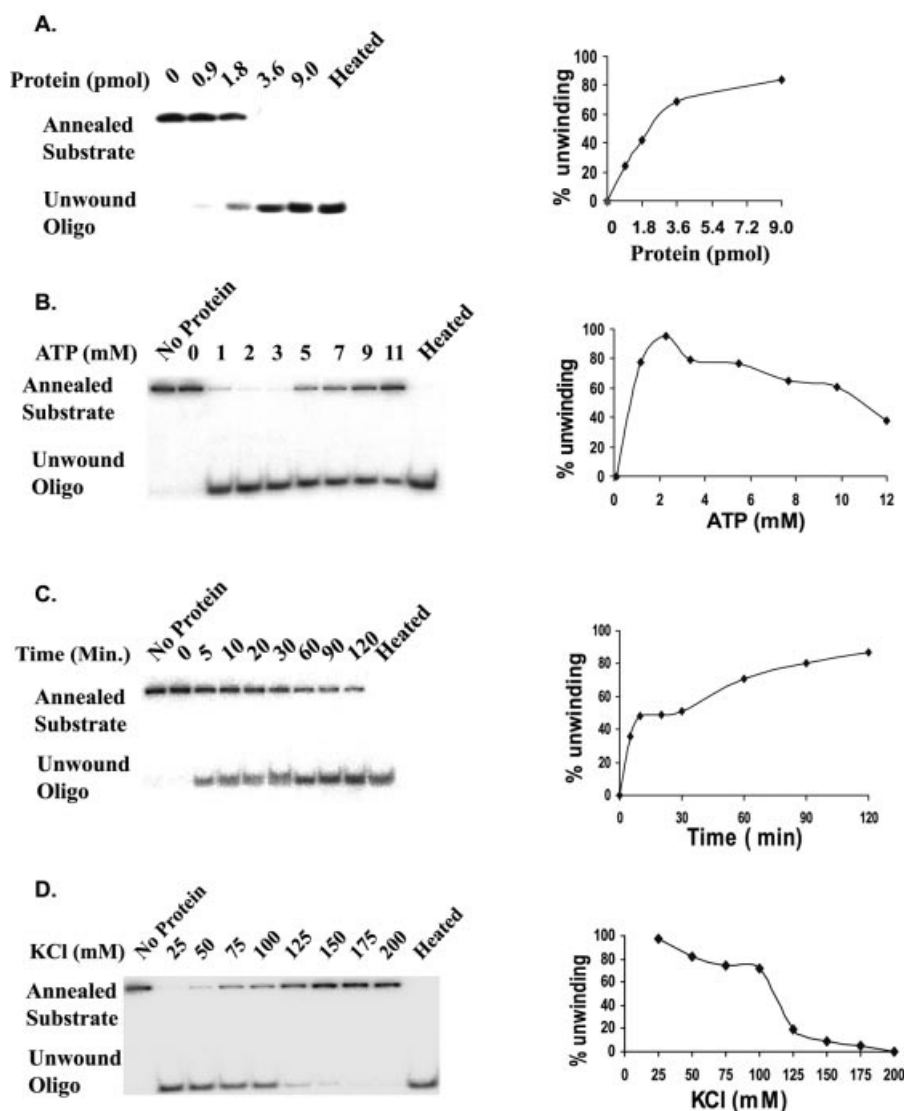 A.
Protein (pmol) 0 0.9 1.8 3.6 9.0 Heated
Annealed
Substrate
Unwound
Oligo
% unwinding
100
80
60
40
20
0
0 1.8 3.6 5.4 7.2 9.0
Protein (pmol)
B.
No Protein
ATP (mM) 0 1 2 3 5 7 9 11 Heated
Annealed
Substrate
Unwound
Oligo
% unwinding
100
80
60
40
20
0
0 2 4 6 8 10 12
ATP (mM)
C.
No Protein
Time (Min.) 0 5 10 20 30 60 90 120 Heated
Annealed
Substrate
Unwound
Oligo
% unwinding
100
80
60
40
20
0
0 30 60 90 120
Time ( min)
D.
No Protein
KCl (mM) 25 50 75 100 125 150 175 200 Heated
Annealed
Substrate
Unwound
Oligo
% unwinding
100
80
60
40
20
0
0 25 50 75 100 125 150 175 200
KCl (mM)